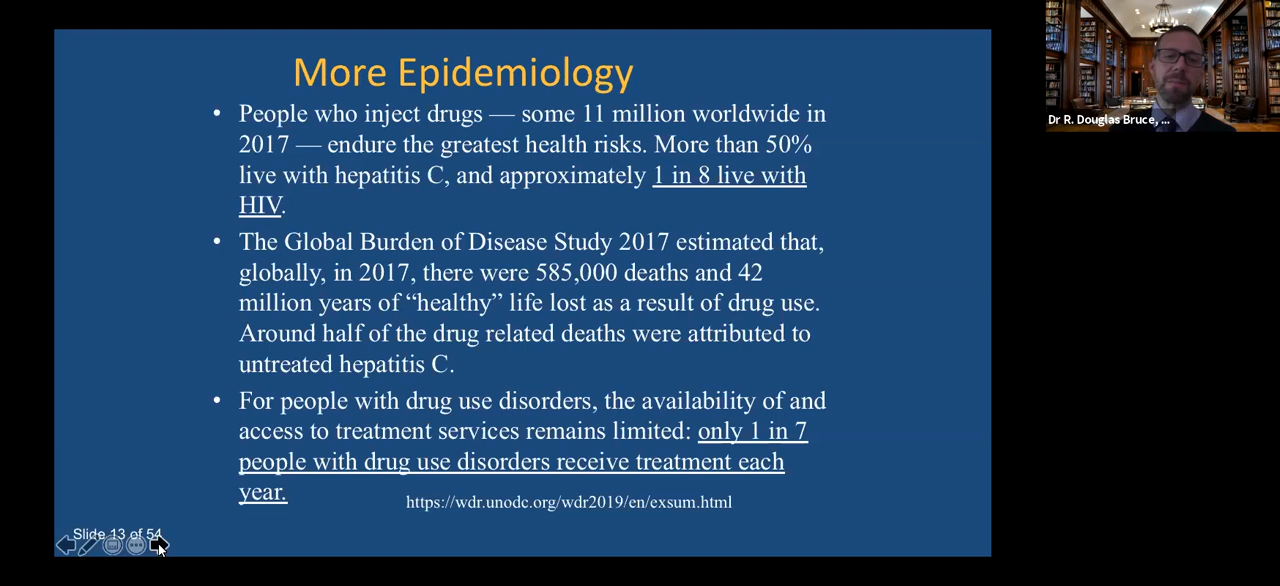 More Epidemiology
• People who inject drugs — some 11 million worldwide in
2017 — endure the greatest health risks. More than 50%
live with hepatitis C, and approximately 1 in 8 live with
HIV.
• The Global Burden of Disease Study 2017 estimated that,
globally, in 2017, there were 585,000 deaths and 42
million years of “healthy” life lost as a result of drug use.
Around half of the drug related deaths were attributed to
untreated hepatitis C.
• For people with drug use disorders, the availability of and
access to treatment services remains limited: only 1 in 7
people with drug use disorders receive treatment each
year.
https://wdr.unodc.org/wdr2019/en/exsum.html
Slide 13 of 54
Dr R. Douglas Bruce, ...